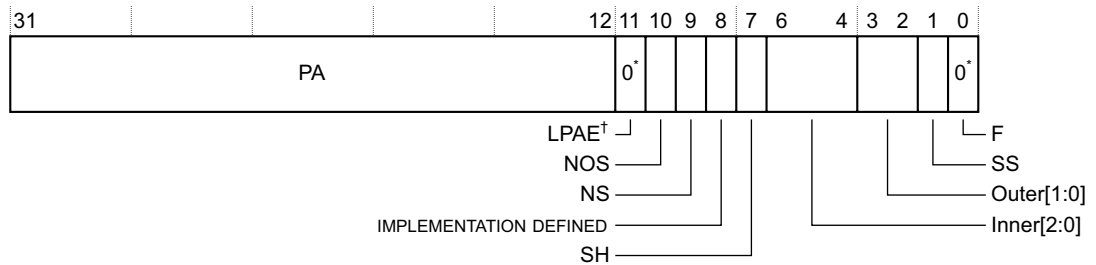 31 12 11 10 9 8 7 6 4 3 2 1 0
PA 0* 0*
LPAE† F
NOS SS
NS Outer[1:0]
IMPLEMENTATION DEFINED Inner[2:0]
SH